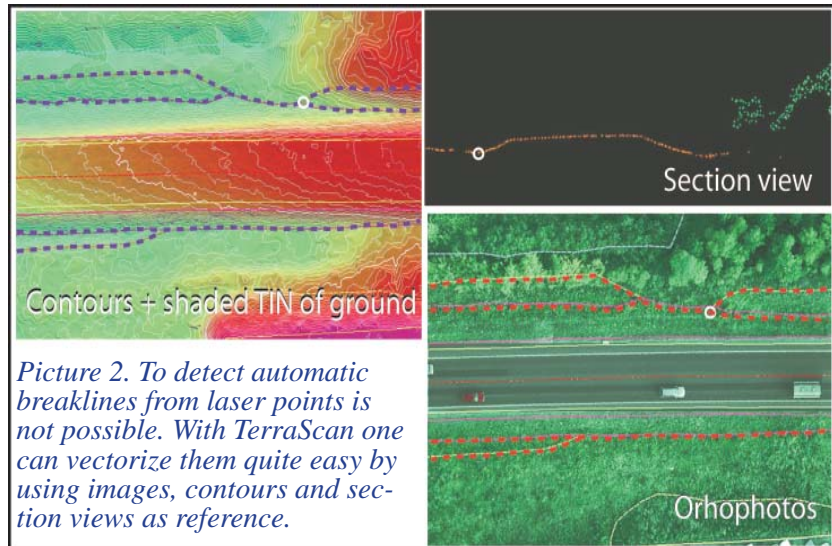 Contours + shaded TIN of ground
Section view
Orhophotos
Picture 2. To detect automatic
breaklines from laser points is
not possible. With TerraScan one
can vectorize them quite easy by
using images, contours and sec-
tion views as reference.